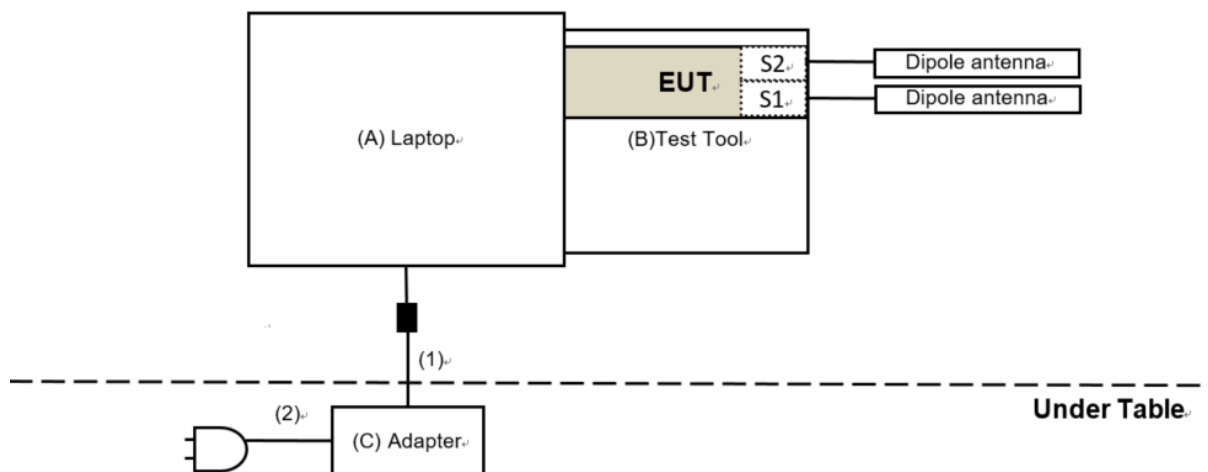 S2
Dipole antenna
EUT
S1
Dipole antenna
(A) Laptop
(B)Test Tool
(1)
Under Table
(2)
(C) Adapter